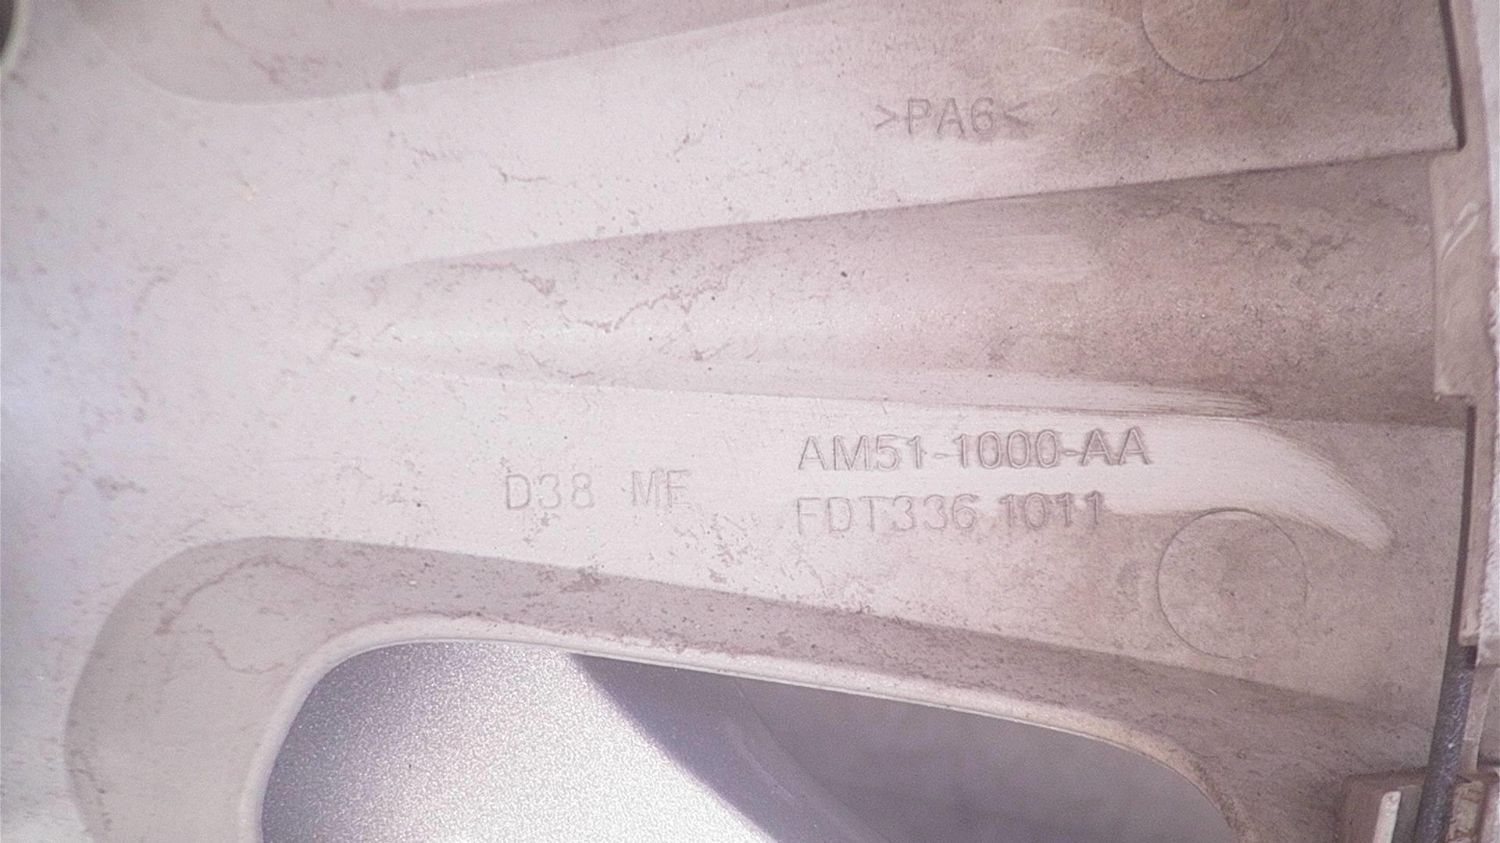 >PA6<
AM51-1000-AA
D38 ME
FDT336 1011